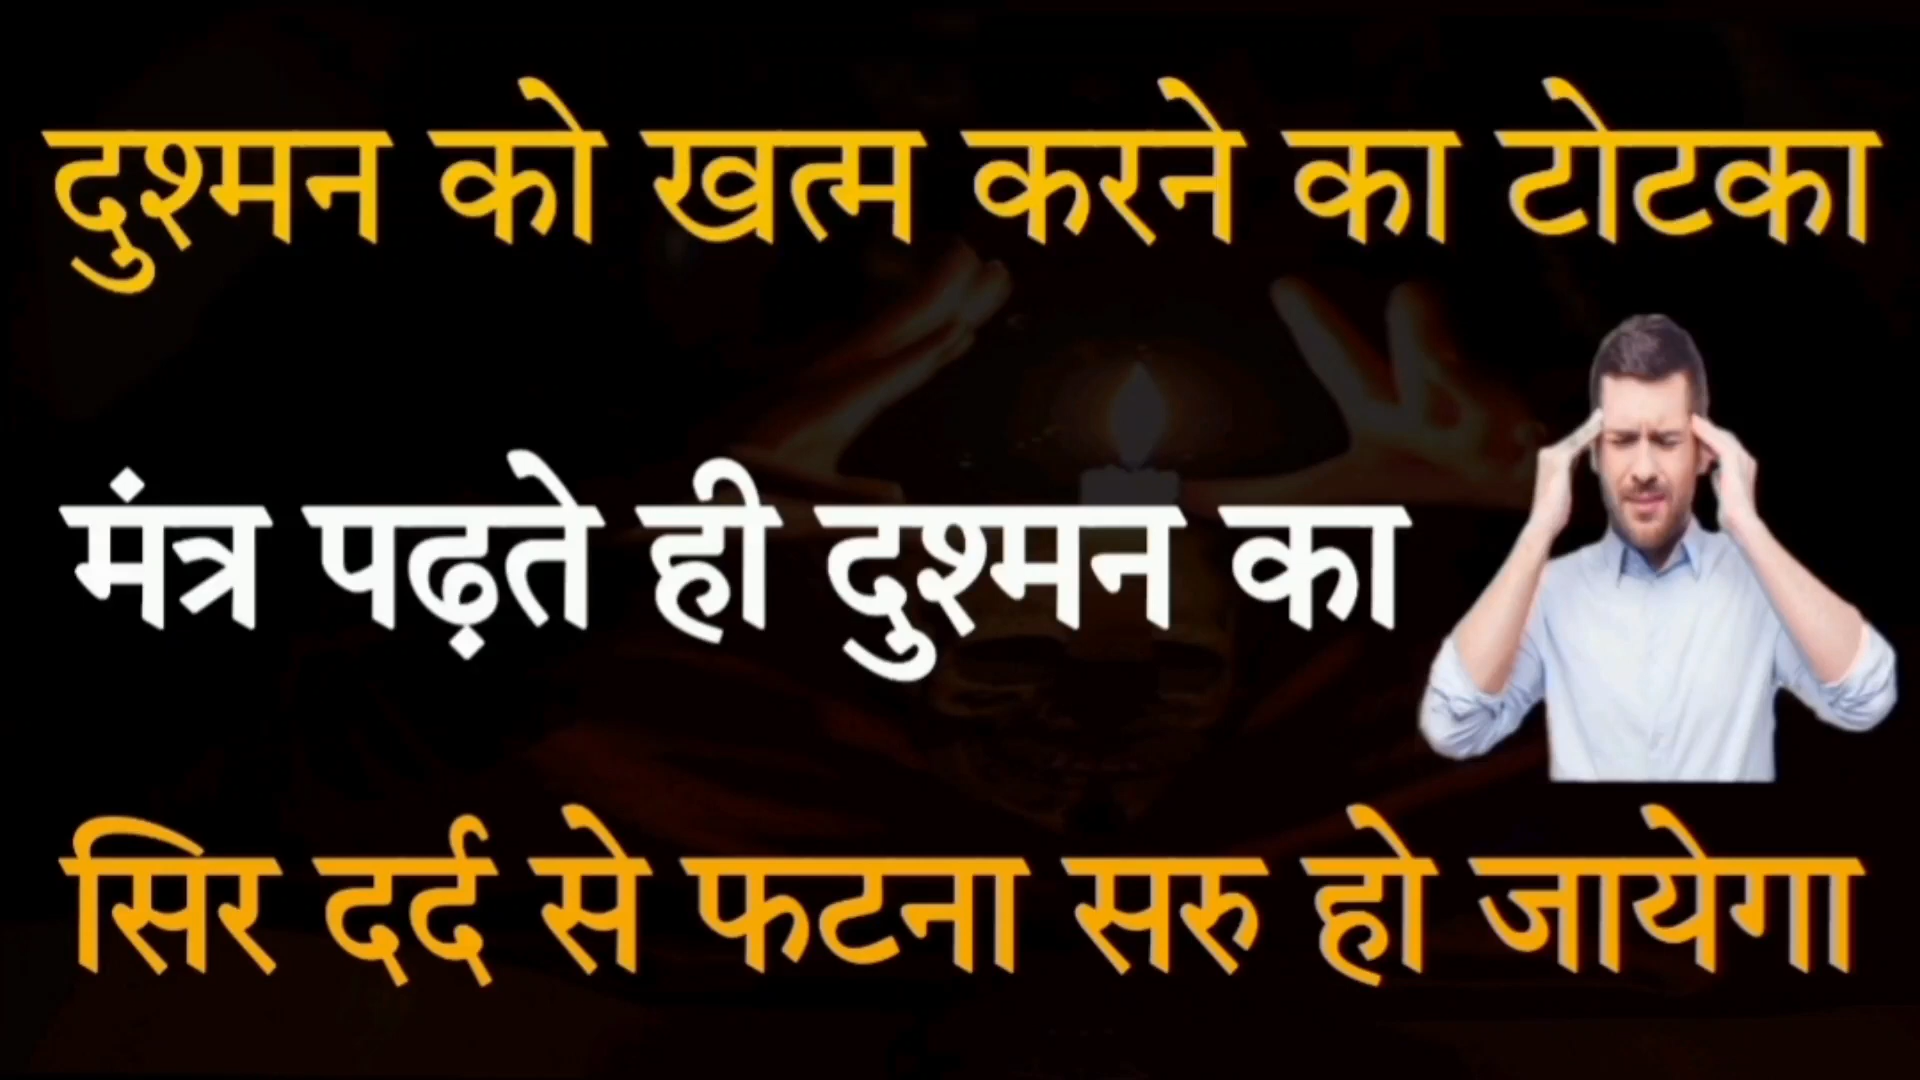 दुश्मन को खत्म करने का टोटका
मंत्र पढ़ते ही दुश्मन का
सिर दर्द से फटना सरु हो जायेगा